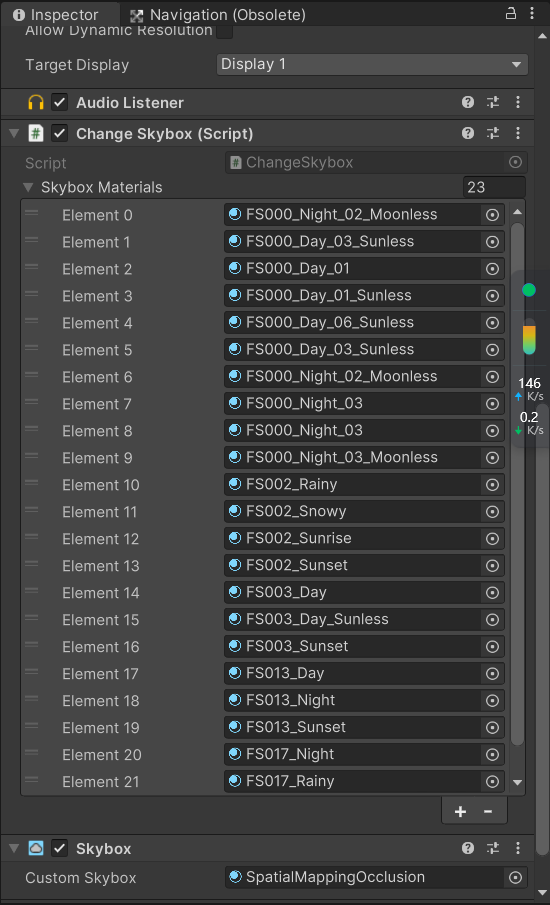 Inspector Navigation (Obsolete)
Allow Dynamic Resolution
Target Display Display 1
Audio Listener
# Change Skybox (Script)
Script # ChangeSkybox
Skybox Materials 23
Element 0 FS000_Night_02_Moonless
Element 1 FS000_Day_03_Sunless
Element 2 FS000_Day_01
Element 3 FS000_Day_01_Sunless
Element 4 FS000_Day_06_Sunless
Element 5 FS000_Day_03_Sunless
Element 6 FS000_Night_02_Moonless
146
Element 7 FS000_Night_03
K/s
0.2
Element 8 FS000_Night_03
K/s
Element 9 FS000_Night_03_Moonless
Element 10 FS002_Rainy
Element 11 FS002_Snowy
Element 12 FS002_Sunrise
Element 13 FS002_Sunset
Element 14 FS003_Day
Element 15 FS003_Day_Sunless
Element 16 FS003_Sunset
Element 17 FS013_Day
Element 18 FS013_Night
Element 19 FS013_Sunset
Element 20 FS017_Night
Element 21 FS017_Rainy
+ -
Skybox
Custom Skybox SpatialMappingOcclusion